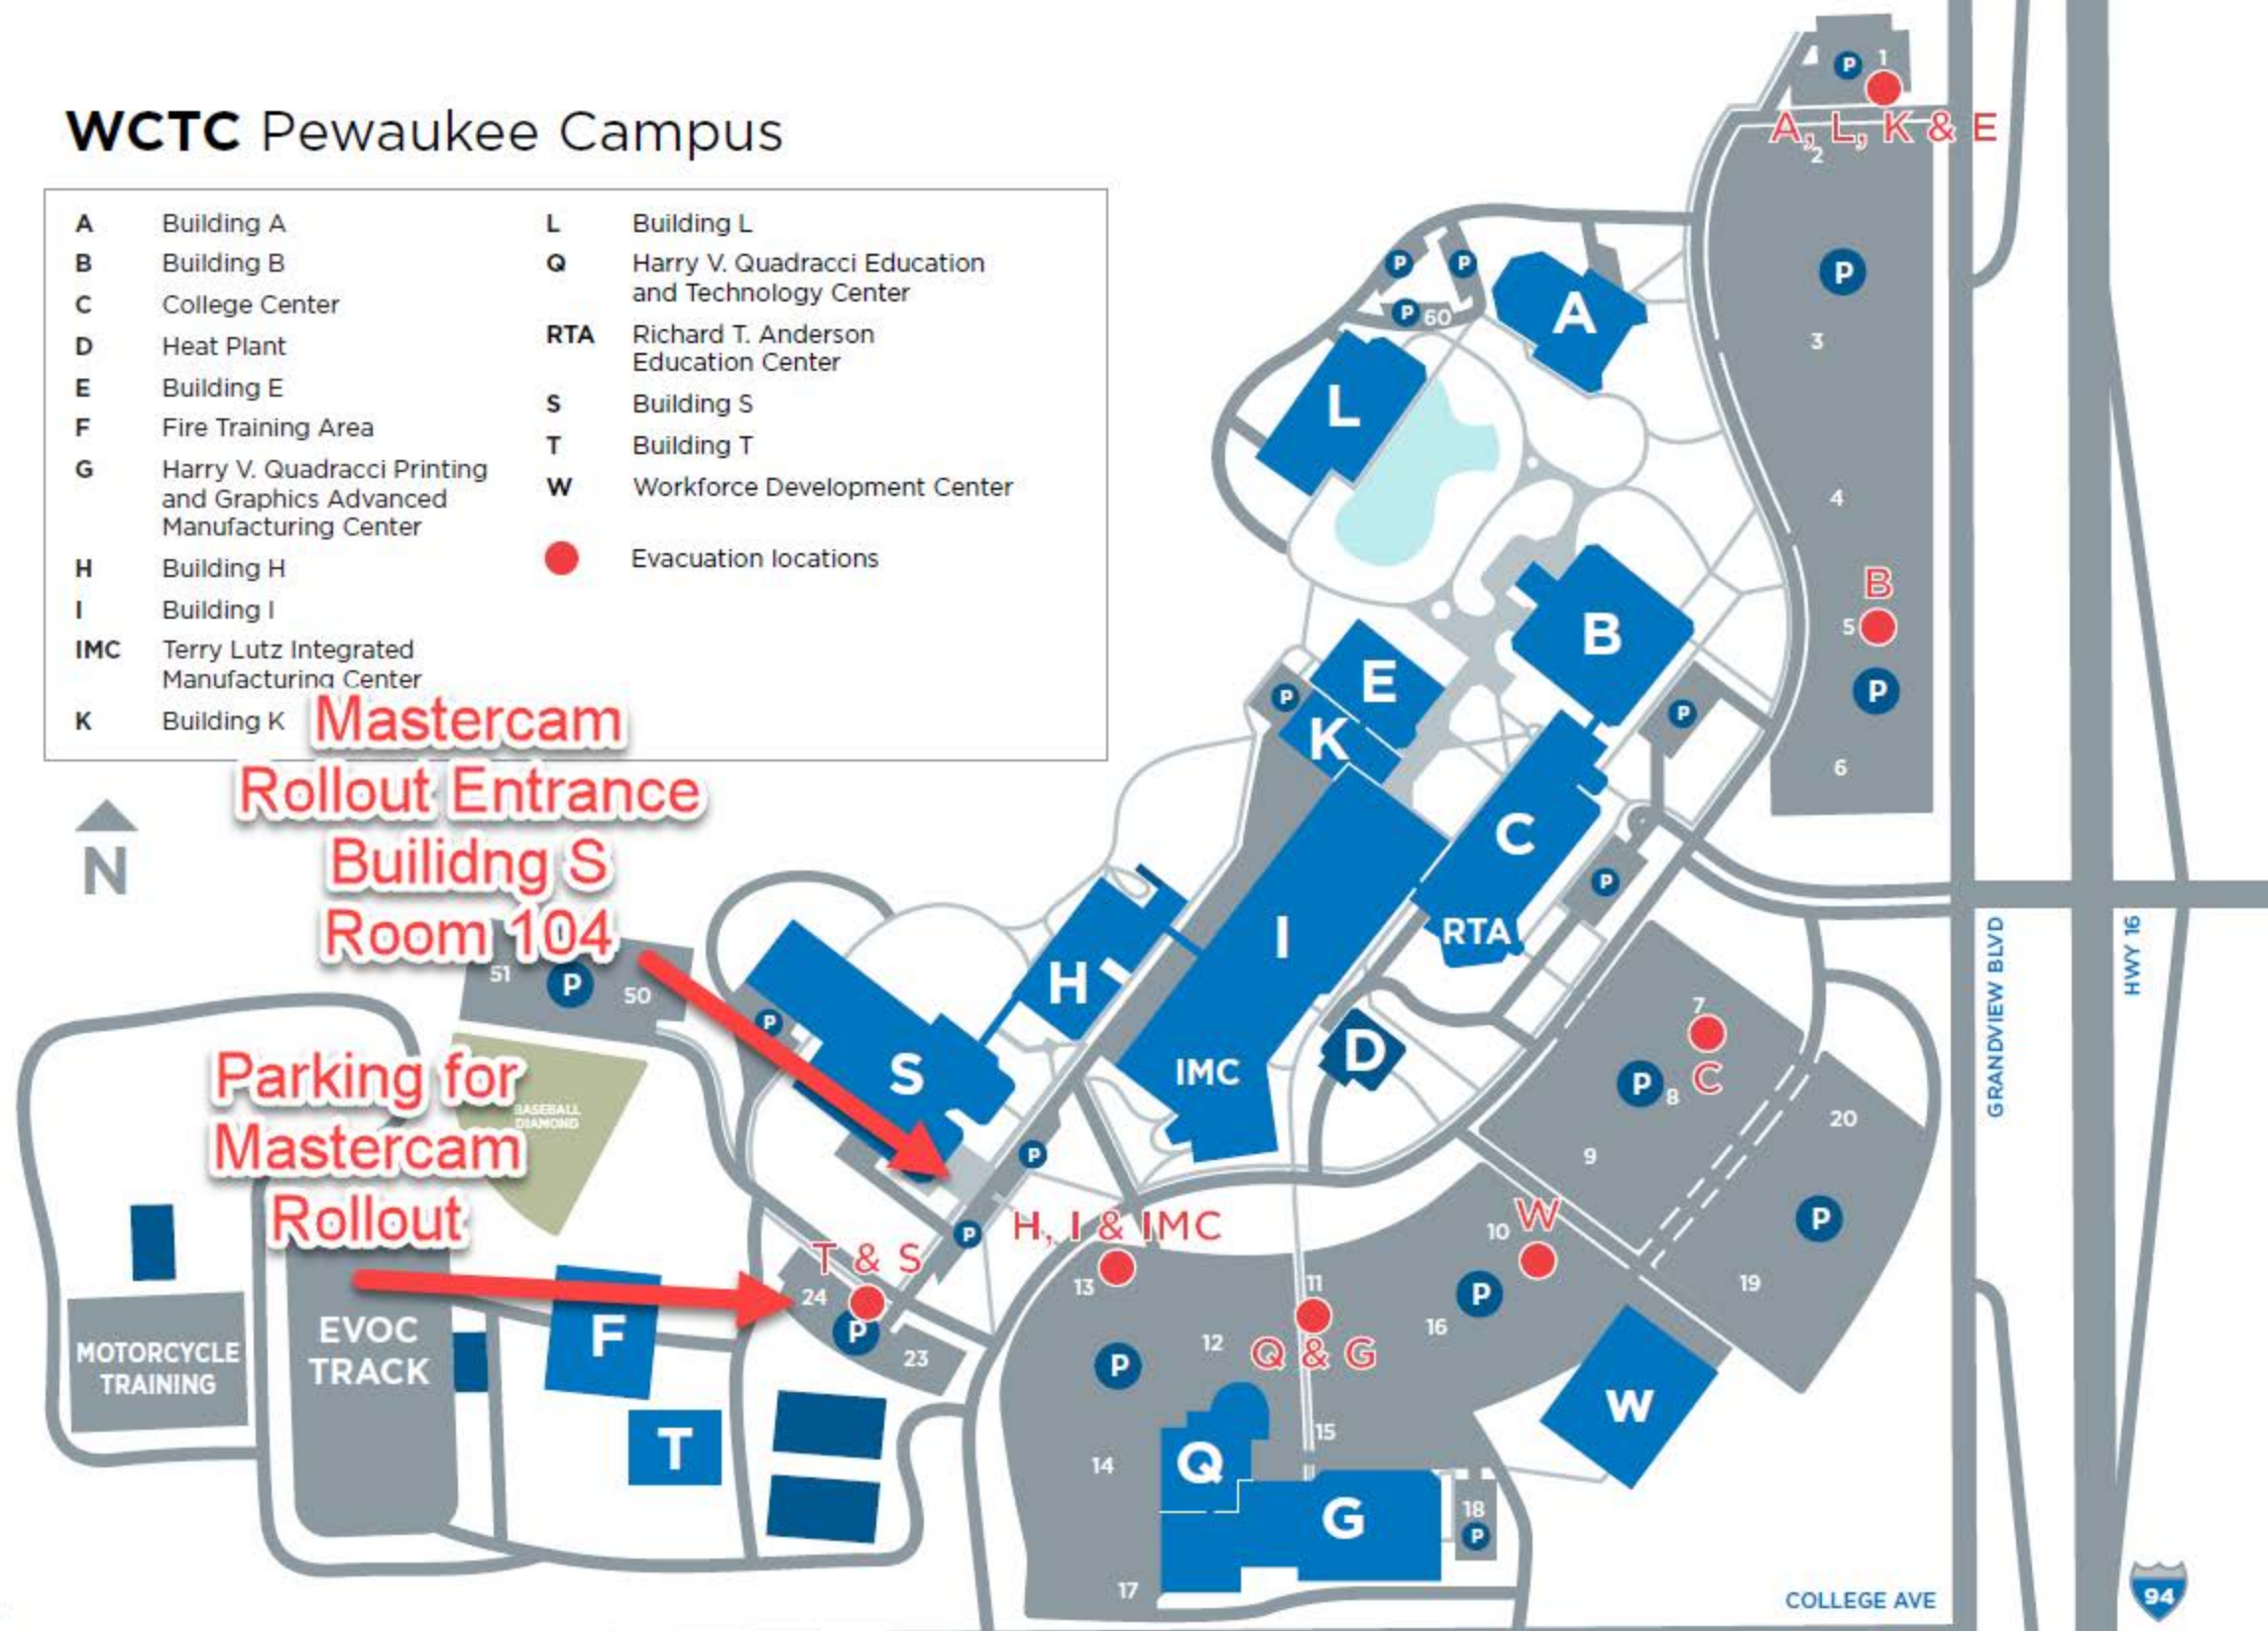 WCTC Pewaukee Campus
A Building A
B Building B
C College Center
D Heat Plant
E Building E
F Fire Training Area
G Harry V. Quadracci Printing
and Graphics Advanced
Manufacturing Center
H Building H
I Building I
IMC Terry Lutz Integrated
Manufacturing Center
K Building K
L Building L
Q Harry V. Quadracci Education
and Technology Center
RTA Richard T. Anderson
Education Center
S Building S
T Building T
W Workforce Development Center
Evacuation locations
Mastercam
Rollout Entrance
Builidng S
Room 104
N
Parking for
Mastercam
Rollout
P 1
A, L, K & E
2
P
3
4
B
5
P
6
P
P
P 60
A
L
B
E
K
P
P
C
P
RTA
I
H
IMC
D
S
P
51
P
50
BASEBALL
DIAMOND
P
P
7
P 8 C
9
20
P
19
GRANDVIEW BLVD
HWY 16
T & S
24
P
23
H, I & IMC
13
P
12
11
Q & G
10
W
P
16
15
14
17
Q
G
18
P
W
MOTORCYCLE
TRAINING
EVOC
TRACK
F
T
COLLEGE AVE
94